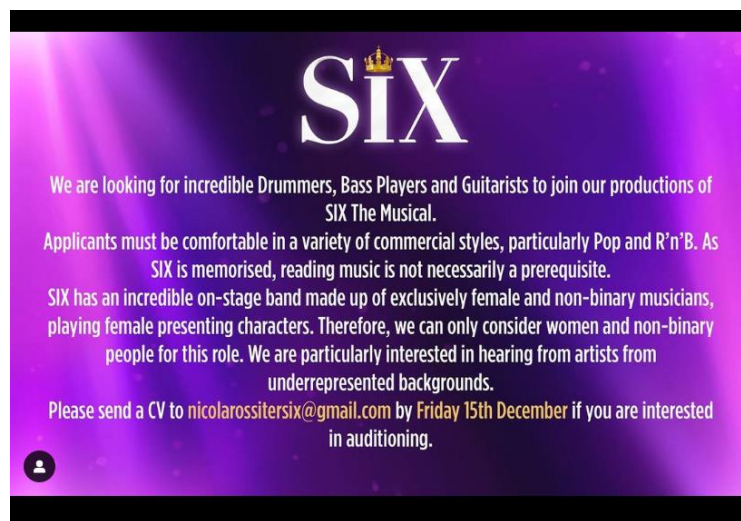 SIX
We are looking for incredible Drummers, Bass Players and Guitarists to join our productions of
SIX The Musical.
Applicants must be comfortable in a variety of commercial styles, particularly Pop and R'n'B. As
SIX is memorised, reading music is not necessarily a prerequisite.
SIX has an incredible on-stage band made up of exclusively female and non-binary musicians,
playing female presenting characters. Therefore, we can only consider women and non-binary
people for this role. We are particularly interested in hearing from artists from
underrepresented backgrounds.
Please send a CV to nicolarossitersix@gmail.com by Friday 15th December if you are interested
in auditioning.